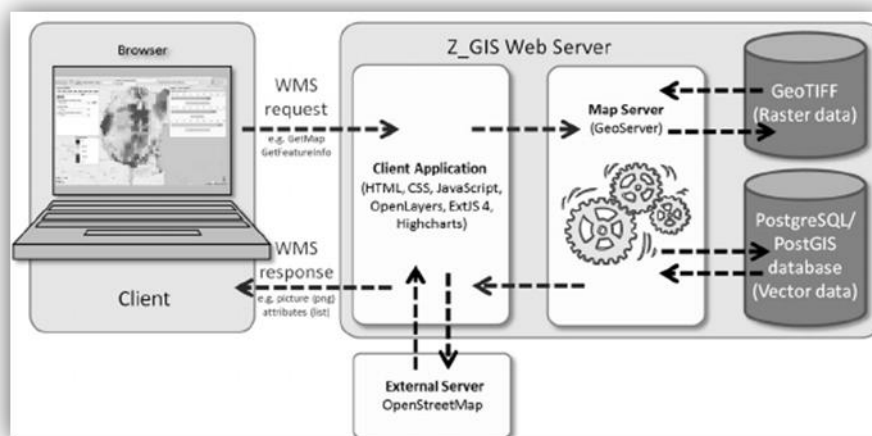 Browser
Client
WMS
request
e.g. GetMap
GetFeatureInfo
WMS
response
e.g. picture (png)
attributes (list)
Z_GIS Web Server
Client Application
(HTML, CSS, JavaScript,
OpenLayers, ExtJS 4,
Highcharts)
Map Server
(GeoServer)
GeoTIFF
(Raster data)
PostgreSQL/
PostGIS
database
(Vector data)
External Server
OpenStreetMap